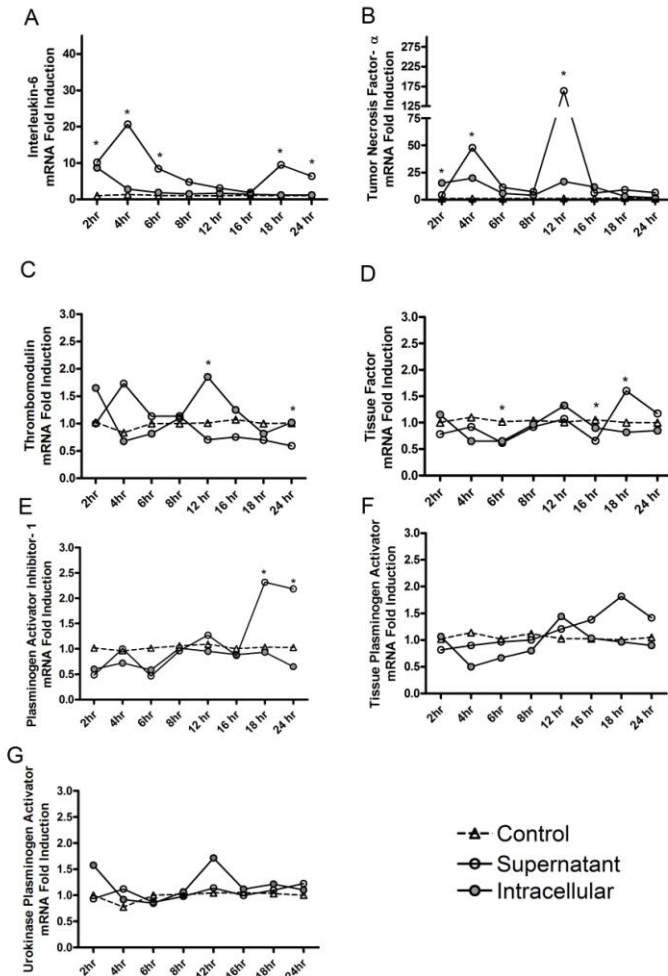 A
Interleukin-6
mRNA Fold Induction
40
30
20
10
0
* * * * *
2hr 4hr 6hr 8hr 12 hr 16 hr 18 hr 24 hr
B
Tumor Necrosis Factor- α
mRNA Fold Induction
275
225
175
125
75
50
25
0
* * *
2hr 4hr 6hr 8hr 12 hr 16 hr 18 hr 24 hr
C
Thrombomodulin
mRNA Fold Induction
3.0
2.5
2.0
1.5
1.0
0.5
0.0
* *
2hr 4hr 6hr 8hr 12 hr 16 hr 18 hr 24 hr
D
Tissue Factor
mRNA Fold Induction
3.0
2.5
2.0
1.5
1.0
0.5
0.0
* * *
2hr 4hr 6hr 8hr 12 hr 16 hr 18 hr 24 hr
E
Plasminogen Activator Inhibitor- 1
mRNA Fold Induction
3.0
2.5
2.0
1.5
1.0
0.5
0.0
* *
2hr 4hr 6hr 8hr 12 hr 16 hr 18 hr 24 hr
F
Tissue Plasminogen Activator
mRNA Fold Induction
3.0
2.5
2.0
1.5
1.0
0.5
0.0
2hr 4hr 6hr 8hr 12 hr 16 hr 18 hr 24 hr
G
Urokinase Plasminogen Activator
mRNA Fold Induction
3.0
2.5
2.0
1.5
1.0
0.5
0.0
2hr 4hr 6hr 8hr 12hr 16hr 18hr 24hr
Control
Supernatant
Intracellular